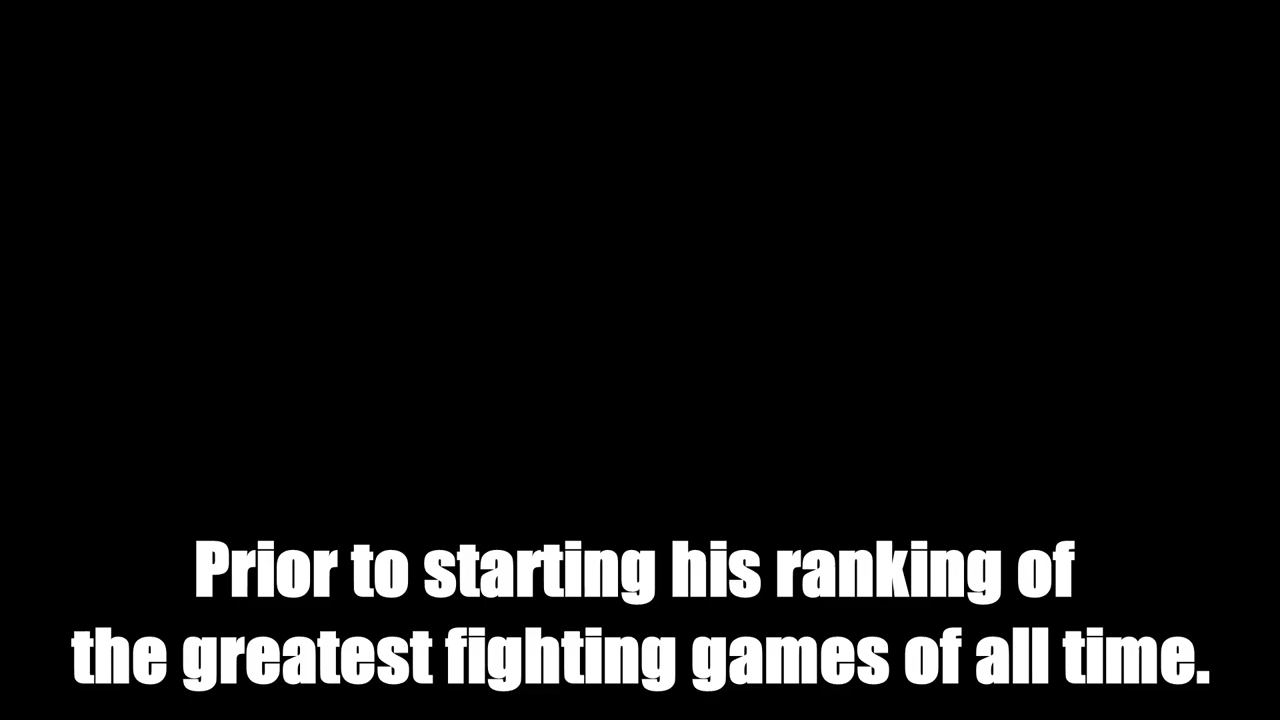 Prior to starting his ranking of
the greatest fighting games of all time.